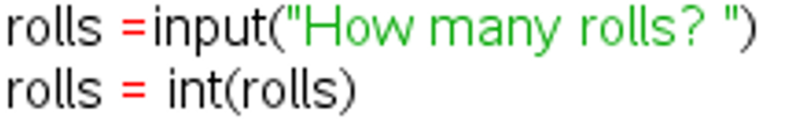 rolls =input("How many rolls? ")
rolls = int(rolls)